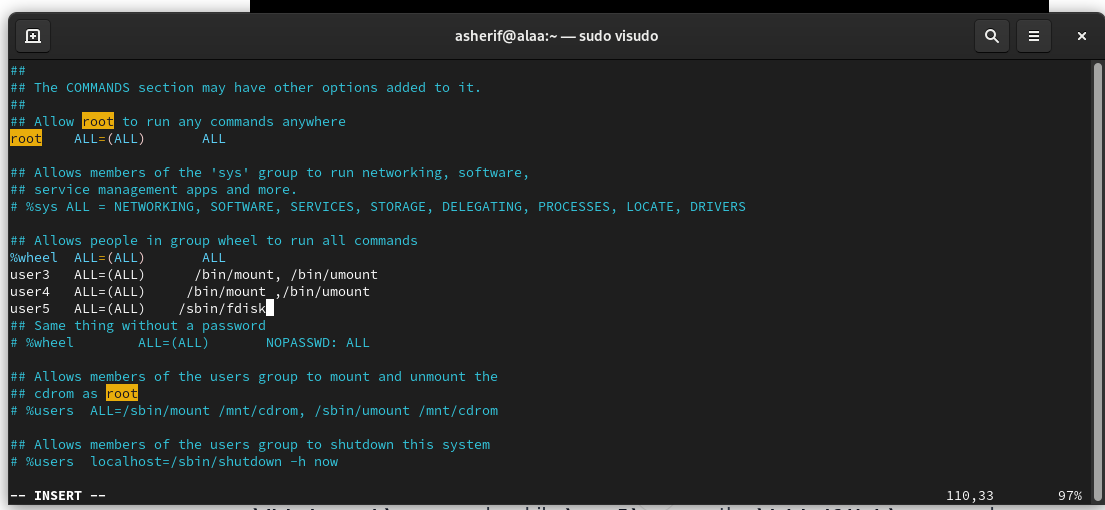 asherif@alaa:~ — sudo visudo
##
## The COMMANDS section may have other options added to it.
##
## Allow root to run any commands anywhere
root    ALL=(ALL)       ALL
## Allows members of the 'sys' group to run networking, software,
## service management apps and more.
# %sys ALL = NETWORKING, SOFTWARE, SERVICES, STORAGE, DELEGATING, PROCESSES, LOCATE, DRIVERS
## Allows people in group wheel to run all commands
%wheel  ALL=(ALL)       ALL
user3   ALL=(ALL)      /bin/mount, /bin/umount
user4   ALL=(ALL)     /bin/mount ,/bin/umount
user5   ALL=(ALL)    /sbin/fdisk
## Same thing without a password
# %wheel        ALL=(ALL)       NOPASSWD: ALL
## Allows members of the users group to mount and unmount the
## cdrom as root
# %users  ALL=/sbin/mount /mnt/cdrom, /sbin/umount /mnt/cdrom
## Allows members of the users group to shutdown this system
# %users  localhost=/sbin/shutdown -h now
-- INSERT --    110,33    97%